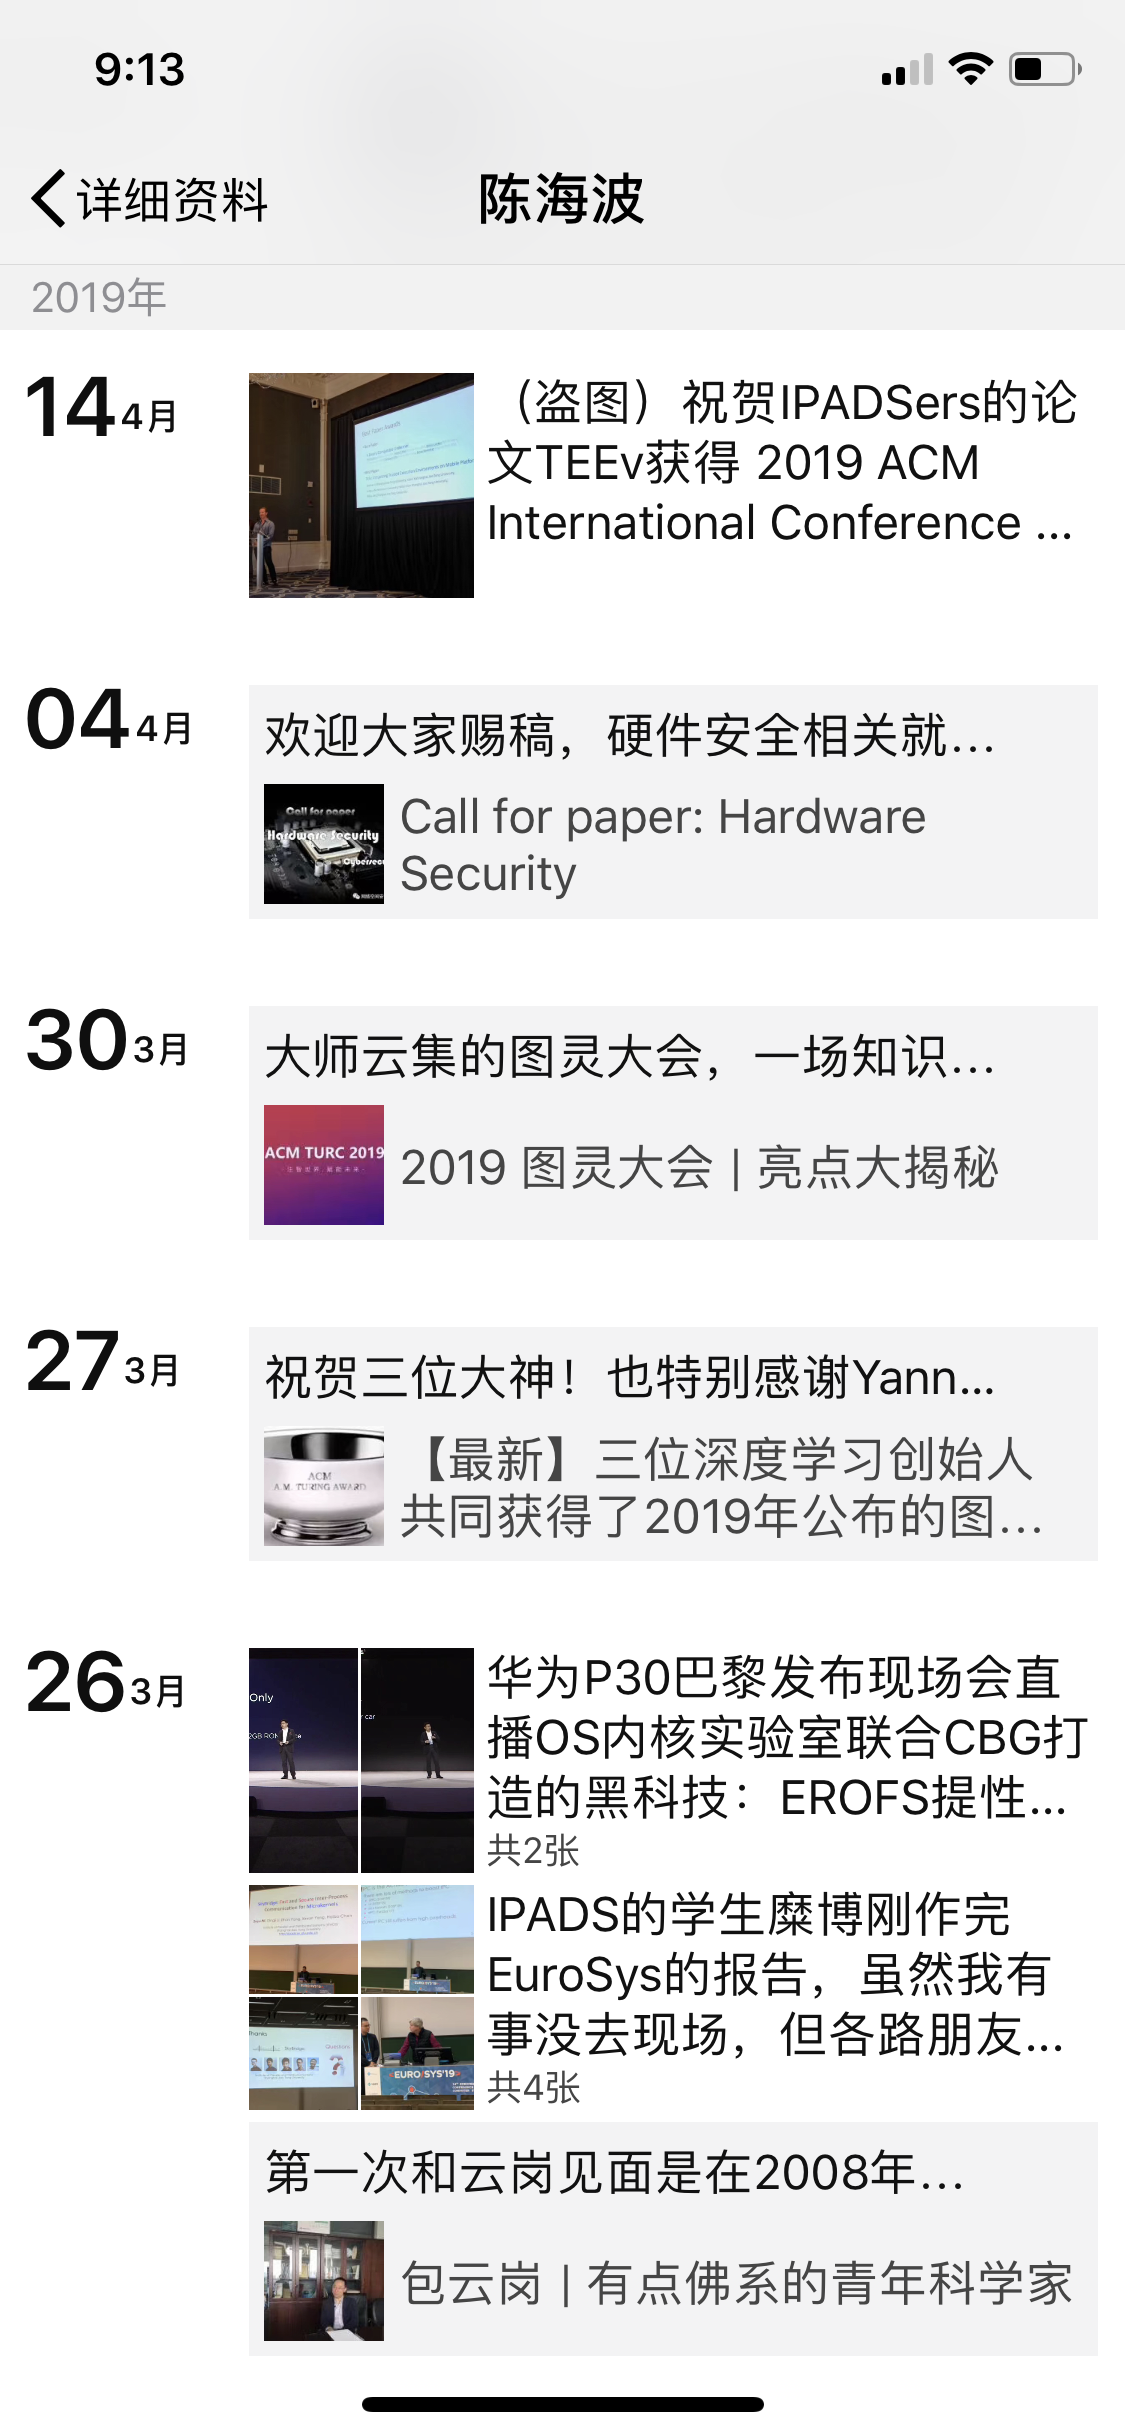 9:13
详细资料
陈海波
2019年
14 4月
（盗图）祝贺IPADSers的论
文TEEv获得 2019 ACM
International Conference ...
04 4月
欢迎大家赐稿，硬件安全相关就...
Call for paper
Hardware Security
Call for paper: Hardware
Security
30 3月
大师云集的图灵大会，一场知识...
ACM TURC 2019
2019 图灵大会 | 亮点大揭秘
27 3月
祝贺三位大神！也特别感谢Yann...
ACM
A.M. TURING AWARD
【最新】三位深度学习创始人
共同获得了2019年公布的图...
26 3月
Only
car
华为P30巴黎发布现场会直
播OS内核实验室联合CBG打
造的黑科技：EROFS提性...
共2张
EUROSYS'19
IPADS的学生糜博刚作完
EuroSys的报告，虽然我有
事没去现场，但各路朋友...
共4张
第一次和云岗见面是在2008年...
包云岗 | 有点佛系的青年科学家